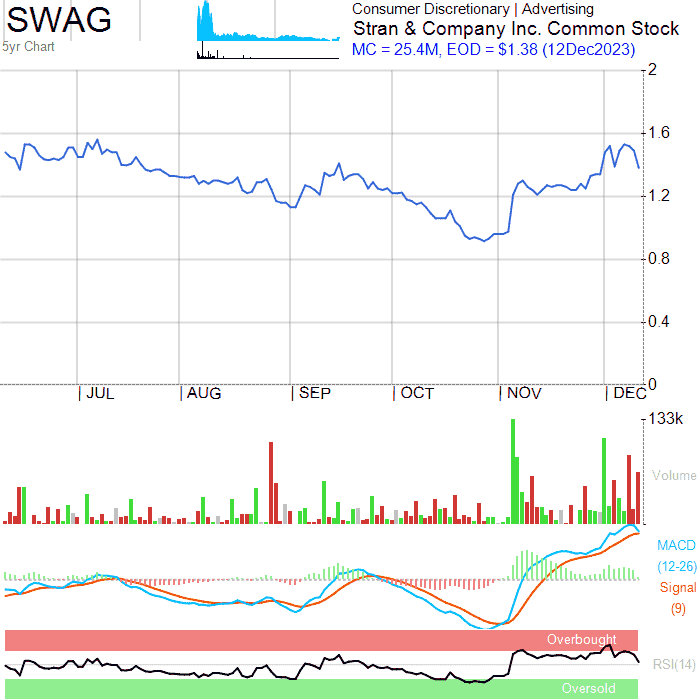 SWAG
5yr Chart
Consumer Discretionary | Advertising
Stran & Company Inc. Common Stock
MC = 25.4M, EOD = $1.38 (12Dec2023)
2
1.6
1.2
0.8
0.4
0
| JUL | AUG | SEP | OCT | NOV | DEC
133k
Volume
MACD
(12-26)
Signal
(9)
Overbought
RSI(14)
Oversold